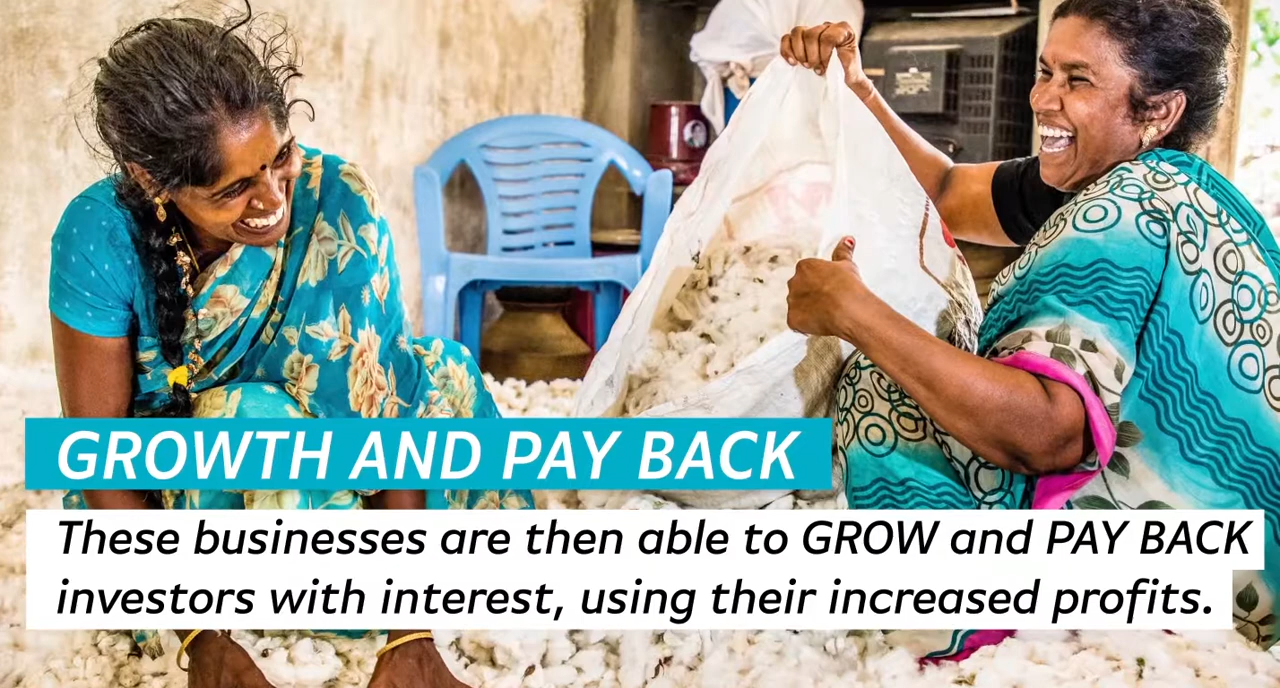 GROWTH AND PAY BACK
These businesses are then able to GROW and PAY BACK
investors with interest, using their increased profits.